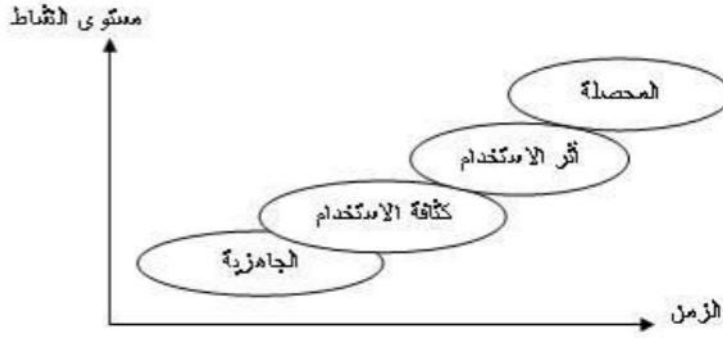 مستوى النشاط
المحصلة
أثر الاستخدام
كثافة الاستخدام
الجاهزية
الزمن